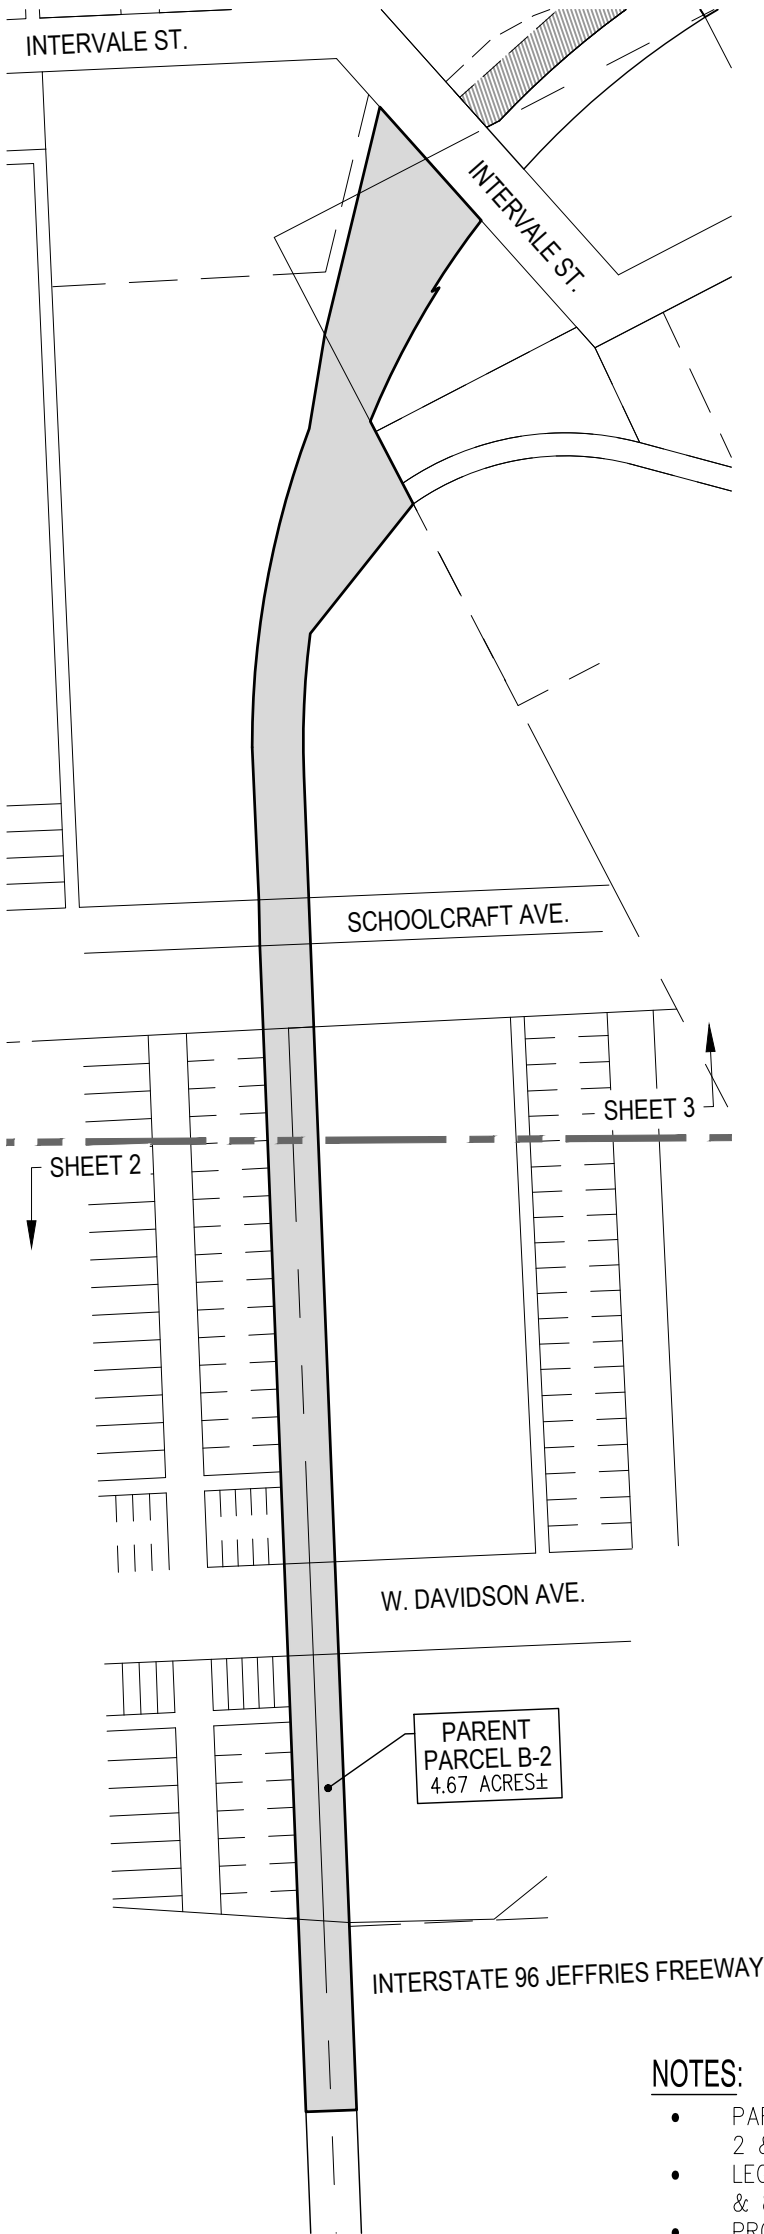 INTERVALE ST.
INTERVALE ST.
SCHOOLCRAFT AVE.
SHEET 3
SHEET 2
W. DAVIDSON AVE.
PARENT
PARCEL B-2
4.67 ACRES±
INTERSTATE 96 JEFFRIES FREEWAY
NOTES:
•
2 &
•
&
•